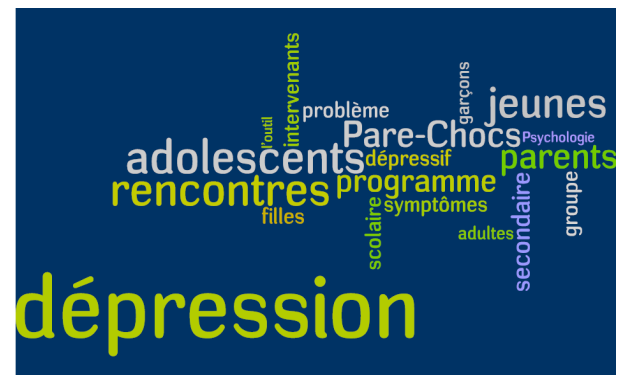 intervenants
garçons
problème
jeunes
l'outil
Pare-Chocs
Psychologie
adolescents
dépressif
parents
rencontres
programme
secondaire
groupe
filles
scolaire
symptômes
adultes
dépression